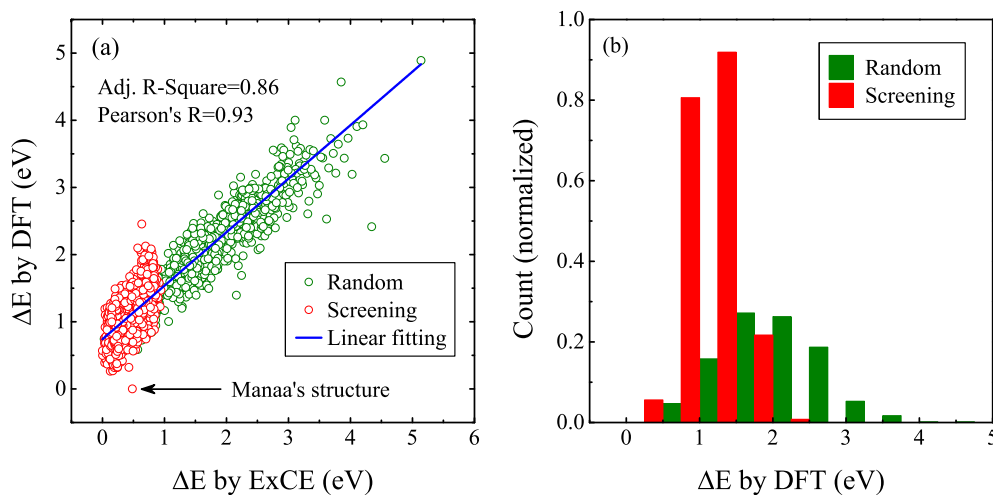 (a)
Adj. R-Square=0.86
Pearson's R=0.93
Random
Screening
Linear fitting
Manaa's structure
5
4
3
2
1
0
0 1 2 3 4 5 6
ΔE by DFT (eV)
ΔE by ExCE (eV)
(b)
Random
Screening
1.0
0.8
0.6
0.4
0.2
0.0
0 1 2 3 4 5
Count (normalized)
ΔE by DFT (eV)